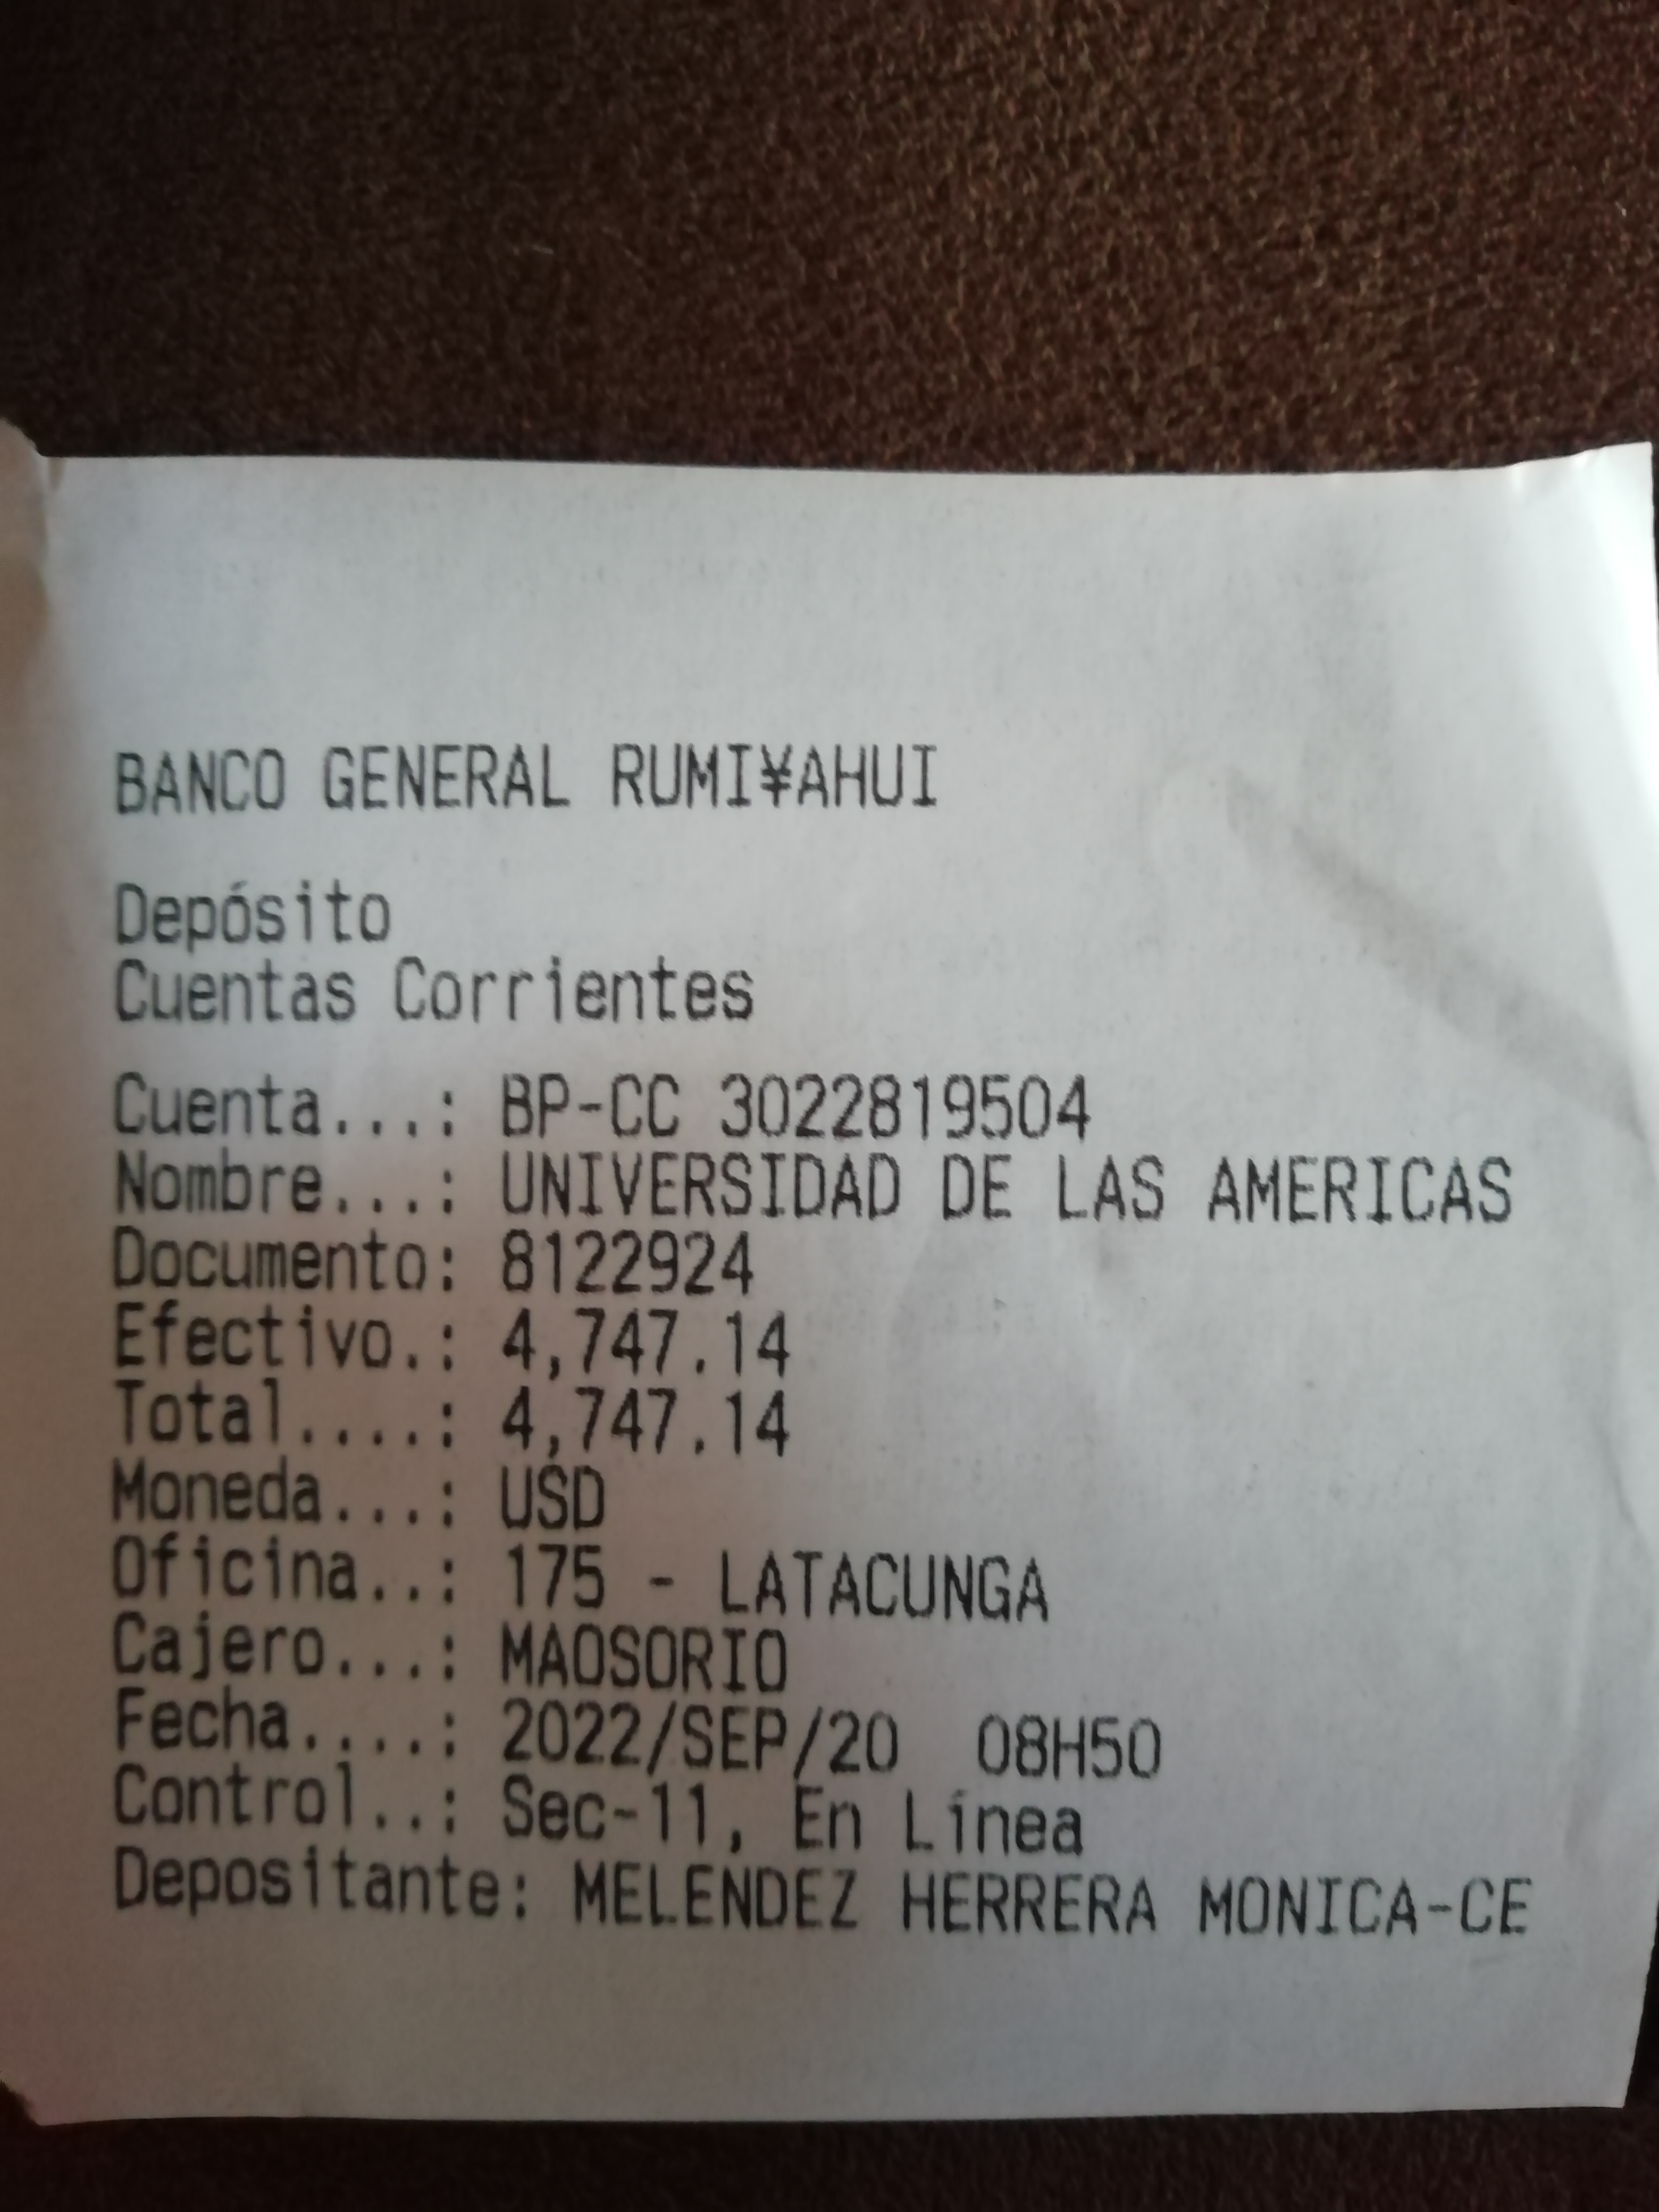 BANCO GENERAL RUMI¥AHUI
Depósito
Cuentas Corrientes
Cuenta...: BP-CC 3022819504
Nombre...: UNIVERSIDAD DE LAS AMERICAS
Documento: 8122924
Efectivo.: 4,747.14
Total....: 4,747.14
Moneda...: USD
Oficina..: 175 - LATACUNGA
Cajero...: MAOSORIO
Fecha....: 2022/SEP/20  08H50
Control..: Sec-11, En Línea
Depositante: MELENDEZ HERRERA MONICA-CE